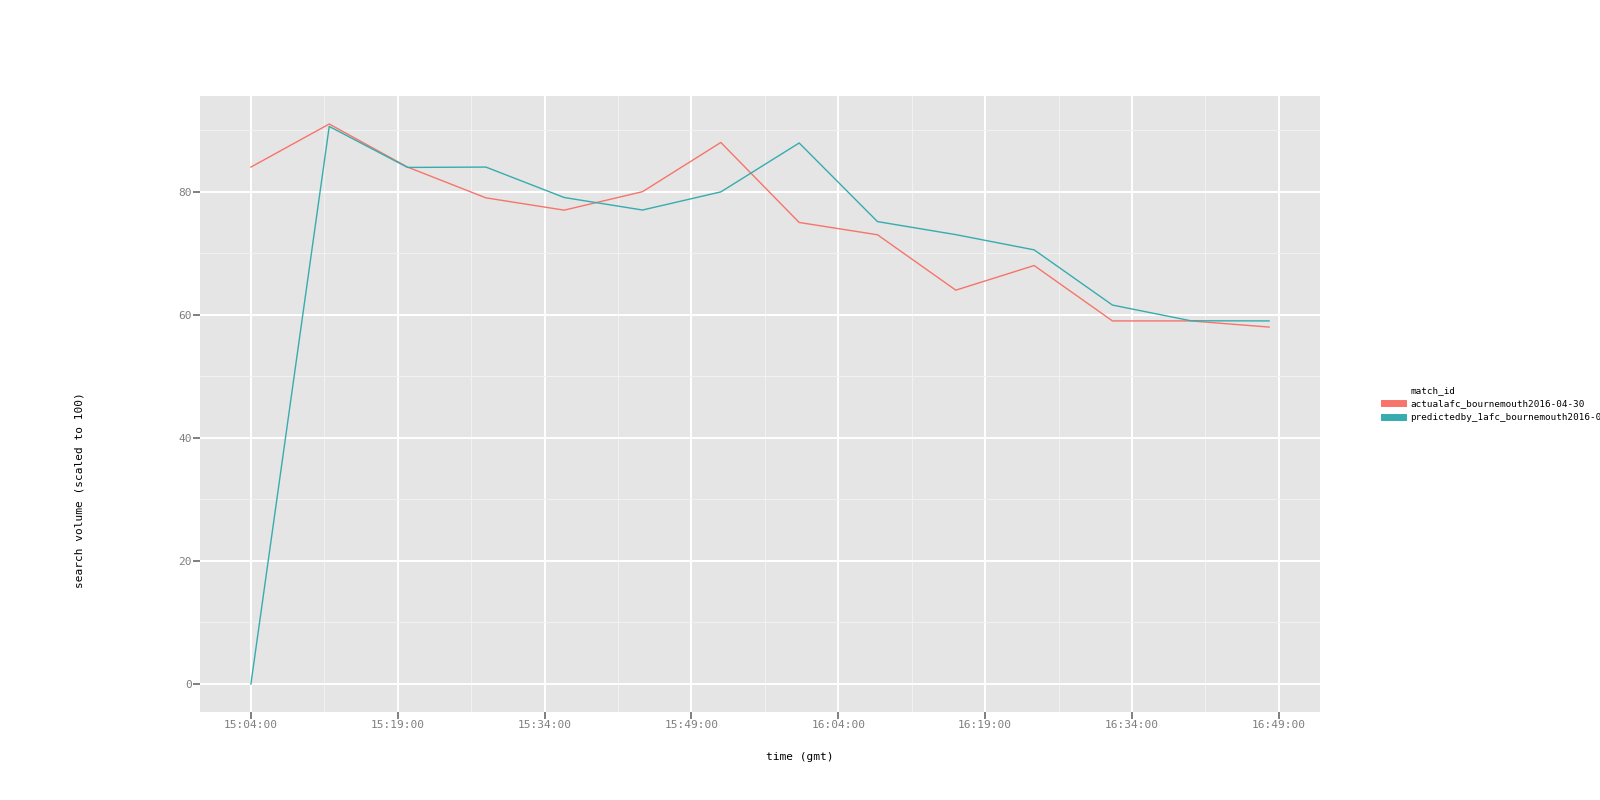 search volume (scaled to 100)
80
60
40
20
0
15:04:00 15:19:00 15:34:00 15:49:00 16:04:00 16:19:00 16:34:00 16:49:00
time (gmt)
match_id
actualafc_bournemouth2016-04-30
predictedby_1afc_bournemouth2016-0